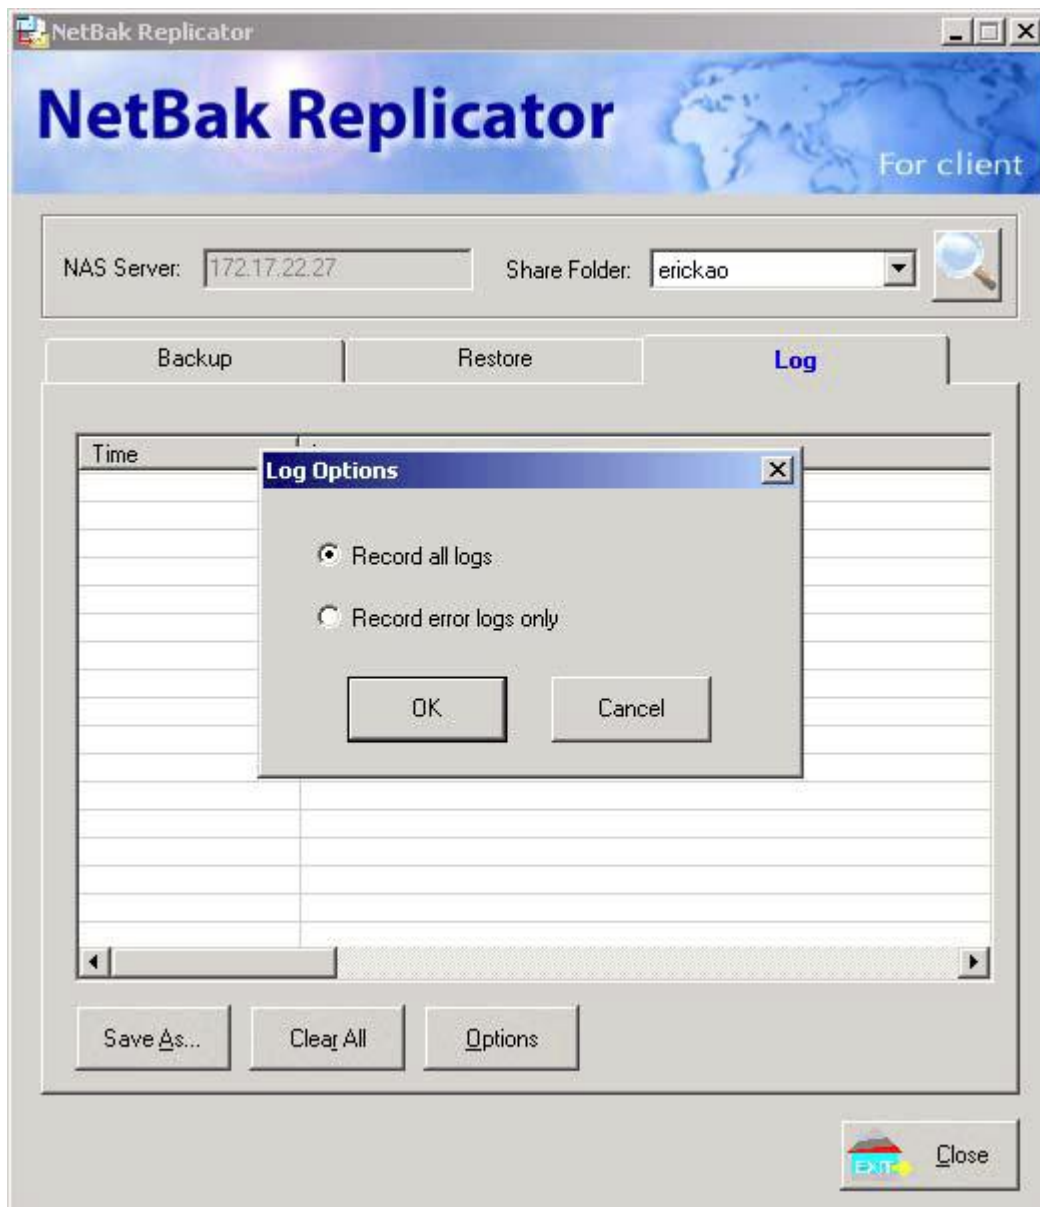 NetBak Replicator
NetBak Replicator
For client
NAS Server: 172.17.22.27 Share Folder: erickao
Backup Restore Log
Time
Log Options
Record all logs
Record error logs only
OK Cancel
Save As... Clear All Options
EXIT Close